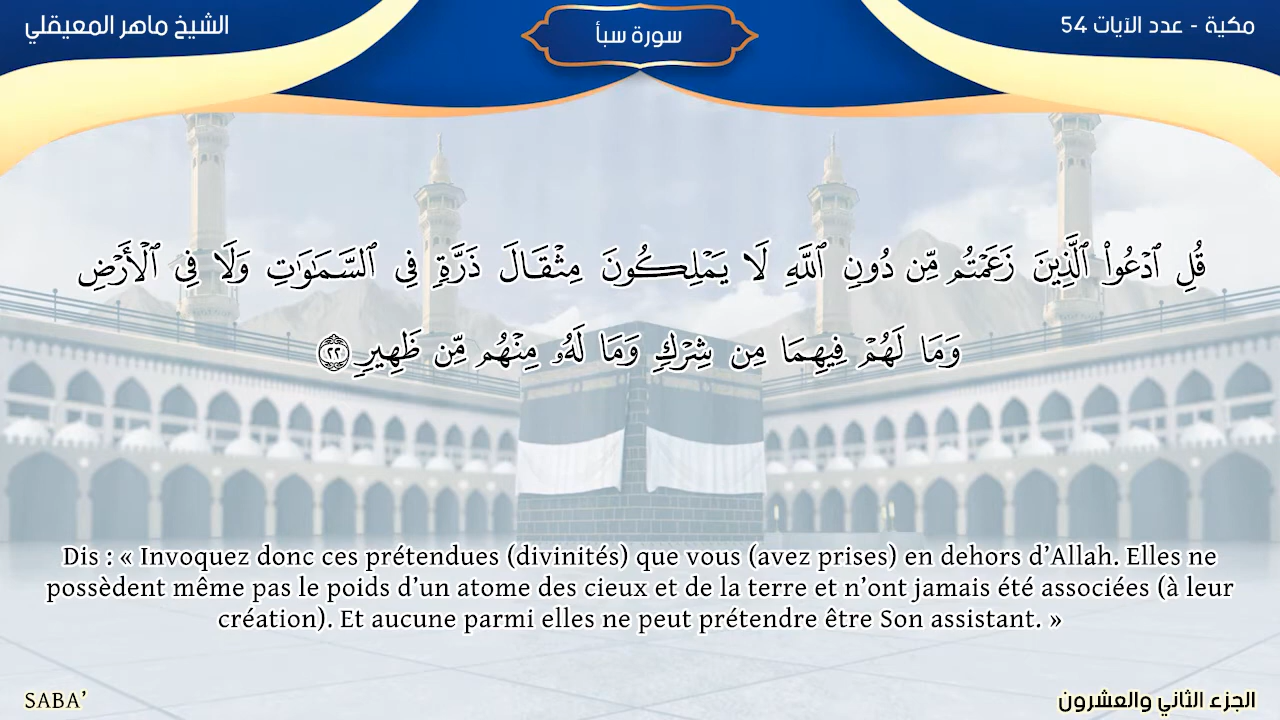 الشيخ ماهر المعيقلي
سورة سبأ
مكية - عدد الآيات 54
قُلِ ٱدْعُوا۟ ٱلَّذِينَ زَعَمْتُم مِّن دُونِ ٱللَّهِ لَا يَمْلِكُونَ مِثْقَالَ ذَرَّةٍ فِى ٱلسَّمَـٰوَٰتِ وَلَا فِى ٱلْأَرْضِ
وَمَا لَهُمْ فِيهِمَا مِن شِرْكٍ وَمَا لَهُۥ مِنْهُم مِّن ظَهِيرٍ ٢٢
Dis : « Invoquez donc ces prétendues (divinités) que vous (avez prises) en dehors d’Allah. Elles ne
possèdent même pas le poids d’un atome des cieux et de la terre et n’ont jamais été associées (à leur
création). Et aucune parmi elles ne peut prétendre être Son assistant. »
SABA’
الجزء الثاني والعشرون